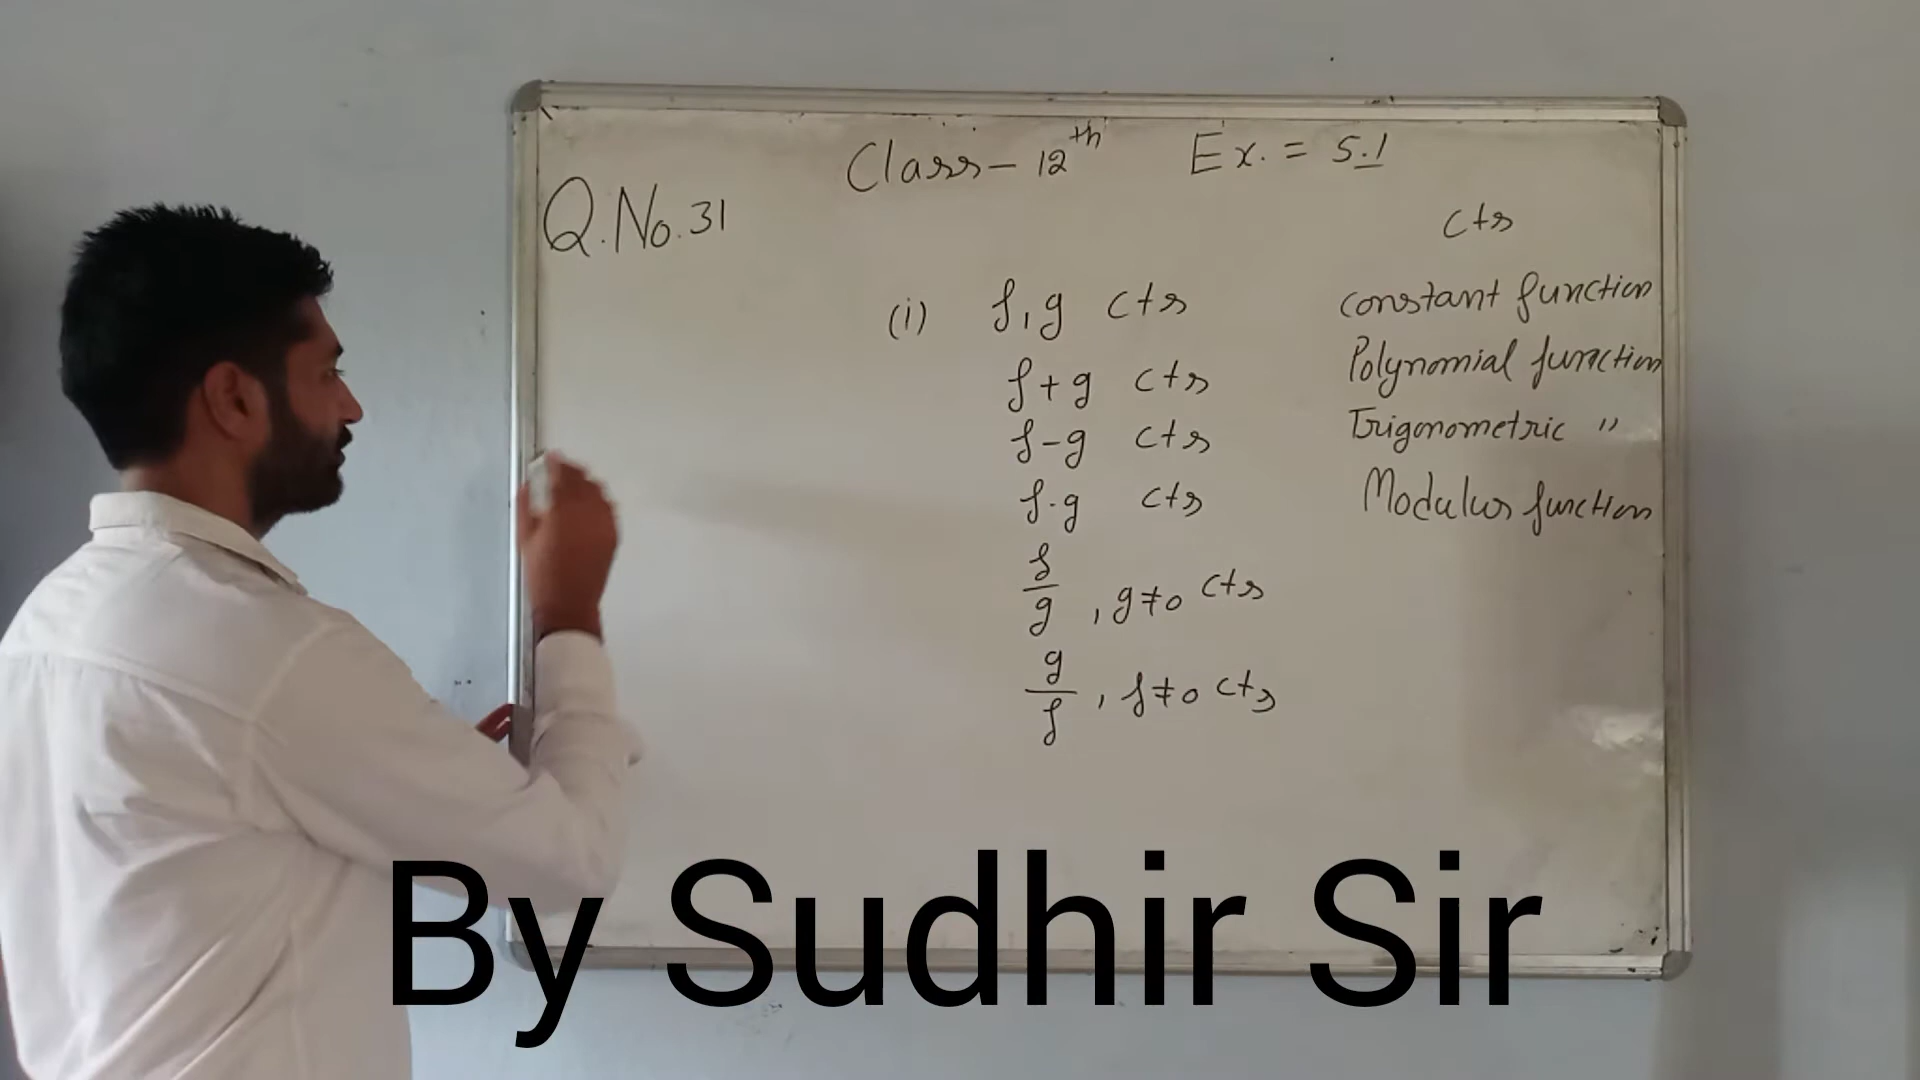 Class - 12th Ex. = 5.1
Q.No.31
cts
(i) f, g cts
constant function
f+g cts
Polynomial function
f-g cts
Trigonometric "
f.g cts
Modulus function
f/g , g≠0 cts
g/f , f≠0 cts
By Sudhir Sir